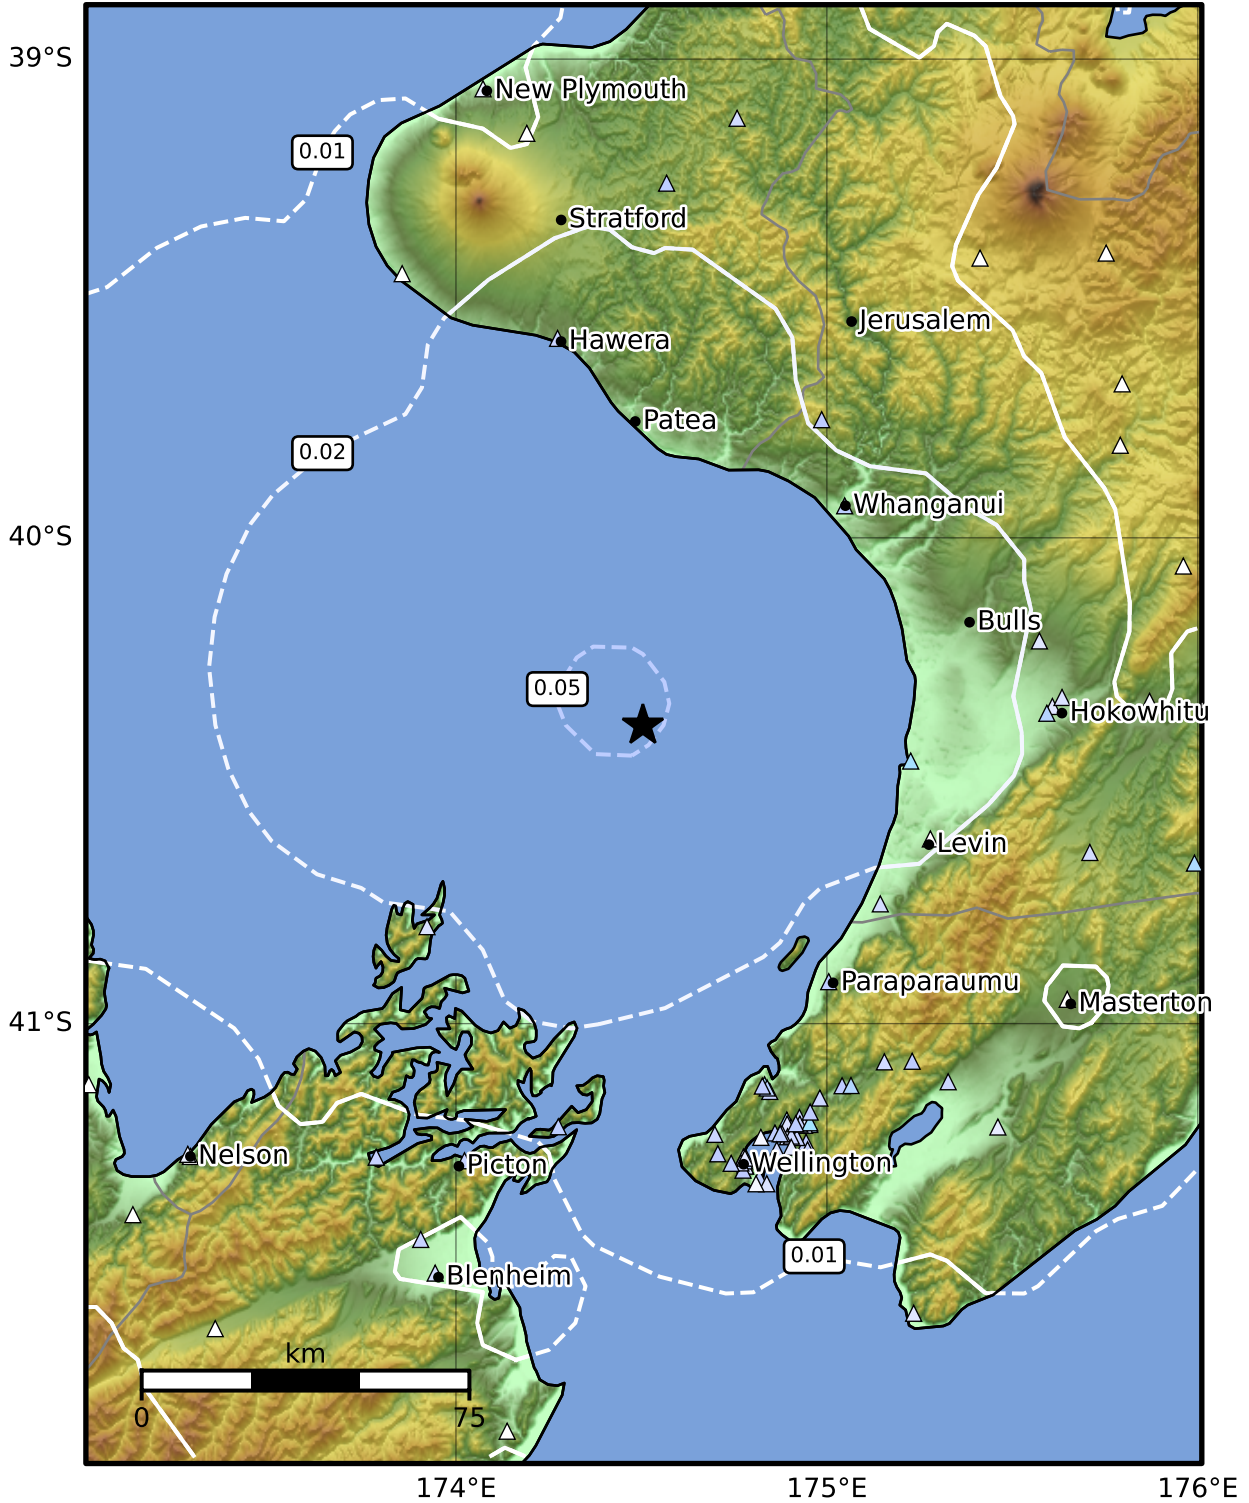 39°S
New Plymouth
0.01
Stratford
Jerusalem
Hawera
Patea
0.02
Whanganui
40°S
Bulls
0.05
Hokowhitu
Levin
Paraparaumu
Masterton
41°S
Nelson
Picton
Wellington
0.01
Blenheim
km
0
75
174°E
175°E
176°E